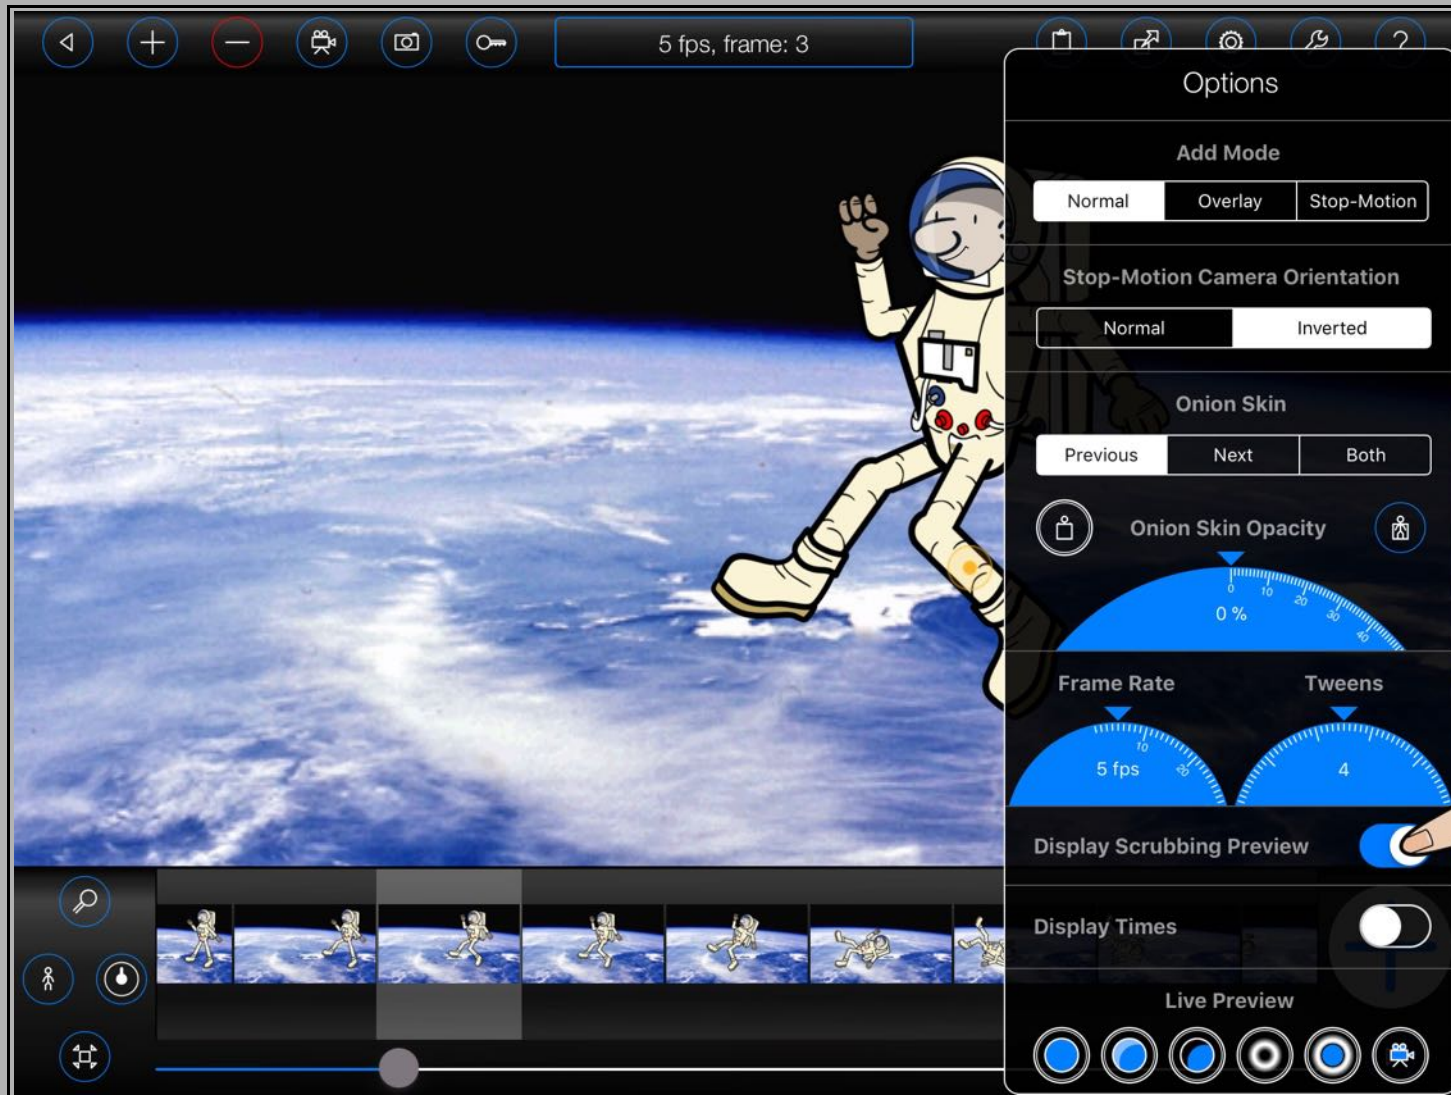 5 fps, frame: 3
?
Options
Add Mode
Normal Overlay Stop-Motion
Stop-Motion Camera Orientation
Normal Inverted
Onion Skin
Previous Next Both
Onion Skin Opacity
0 10 20 30 40
0 %
Frame Rate Tweens
10 20
5 fps 4
Display Scrubbing Preview
Display Times
Live Preview